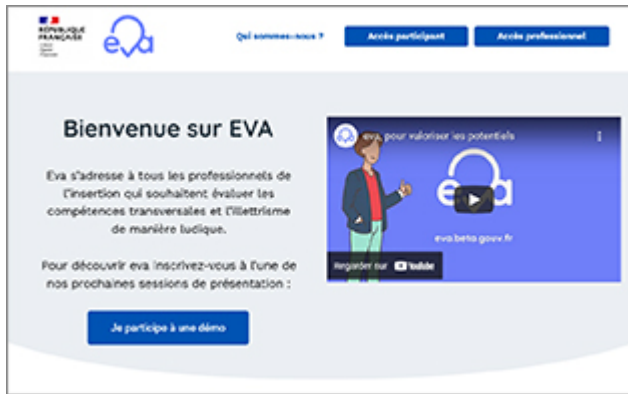 RÉPUBLIQUE
FRANÇAISE
eva
Qui sommes-nous ?
Accès participant
Accès professionnel
Bienvenue sur EVA
Eva s'adresse à tous les professionnels de
l'insertion qui souhaitent évaluer les
compétences transversales et l'illettrisme
de manière ludique.
Pour découvrir eva inscrivez-vous à l'une de
nos prochaines sessions de présentation :
Je participe à une démo
eva, pour valoriser les potentiels
eva
eva.beta.gouv.fr
Regarder sur YouTube